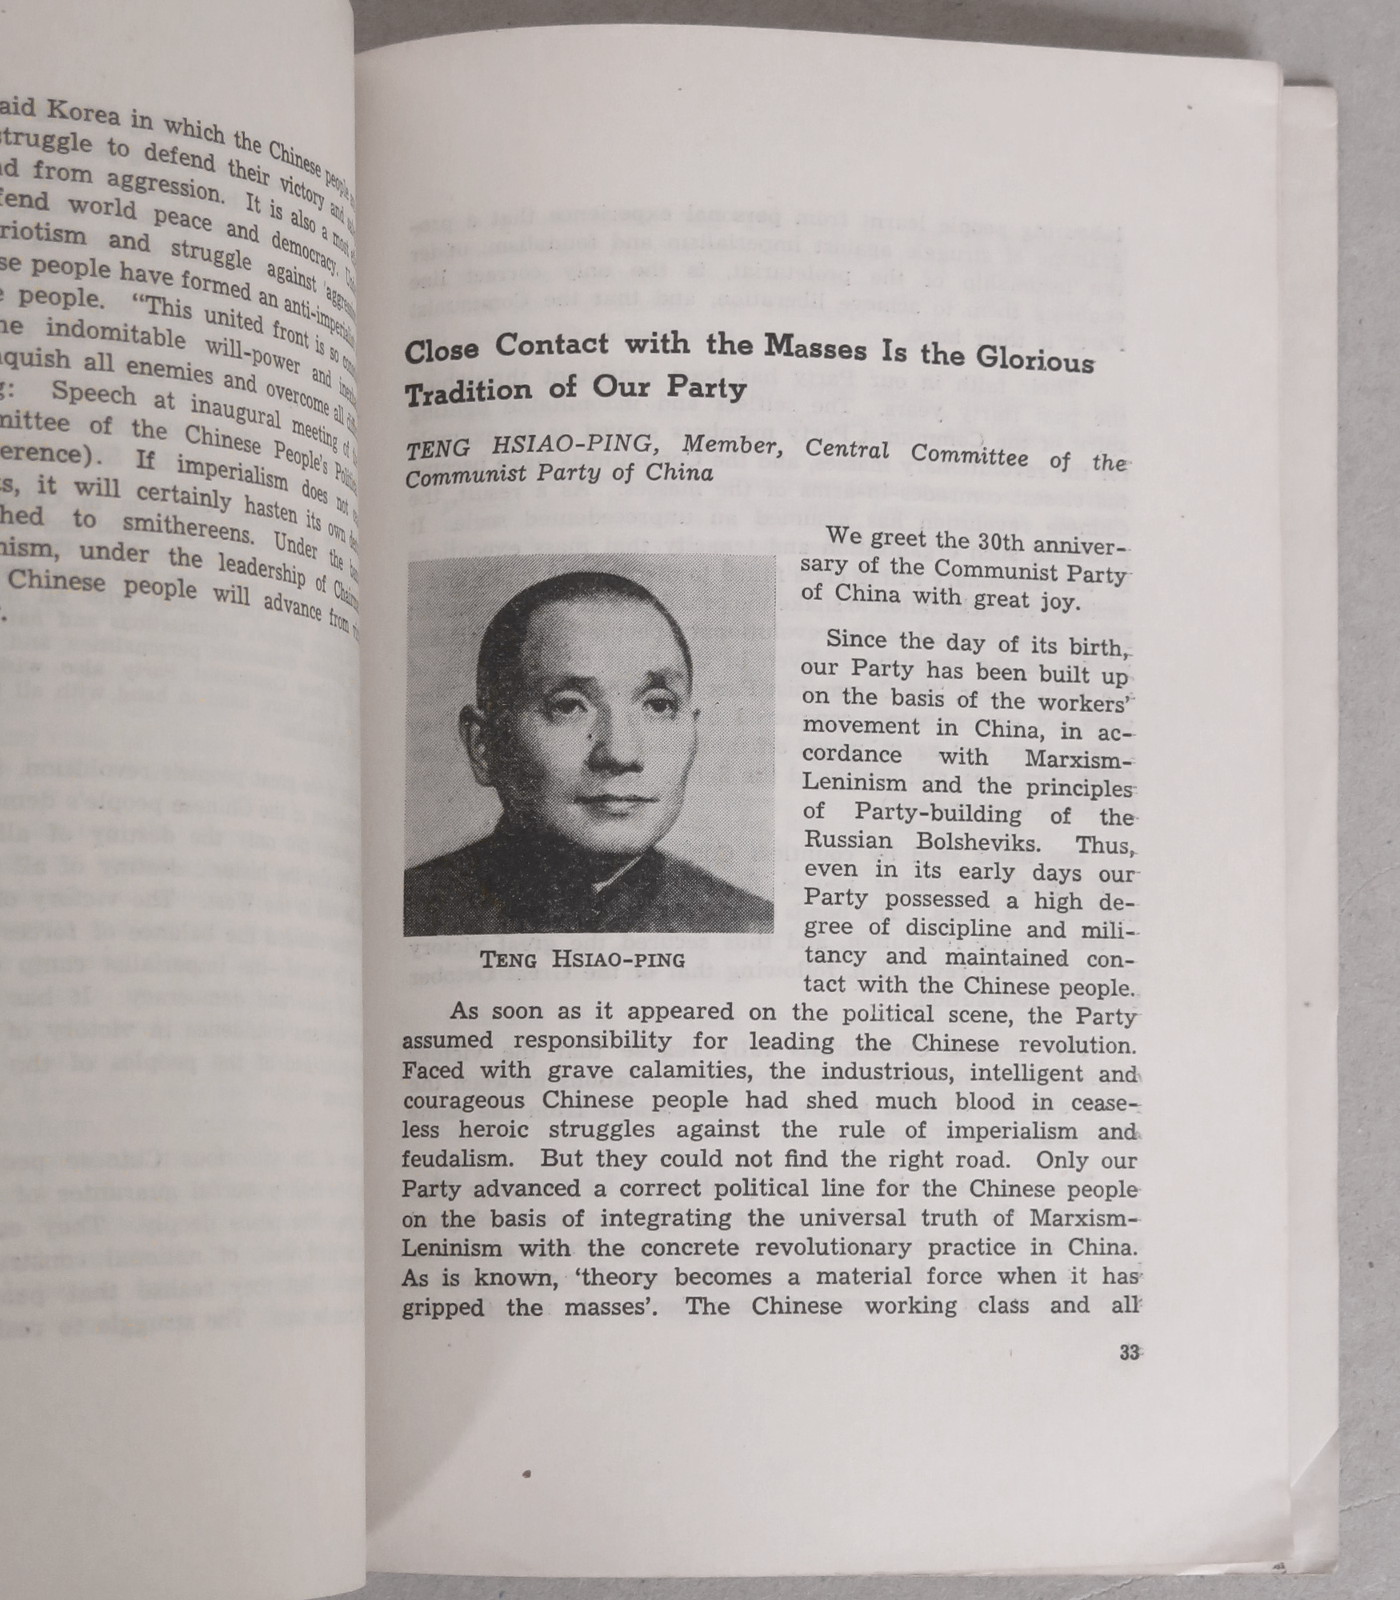 aid Korea in which the Chinese people
truggle to defend their victory and
d from aggression. It is also a most
fend world peace and democracy.
riotism and struggle against
se people have formed an anti-
people. “This united front is so
ne indomitable will-power and
nquish all enemies and overcome all
g: Speech at inaugural meeting of
mittee of the Chinese People's
erence). If imperialism does not
s, it will certainly hasten its own
hed to smithereens. Under the
nism, under the leadership of
Chinese people will advance from
.
Close Contact with the Masses Is the Glorious
Tradition of Our Party
TENG HSIAO-PING, Member, Central Committee of the
Communist Party of China
We greet the 30th anniver-
sary of the Communist Party
of China with great joy.
Since the day of its birth,
our Party has been built up
on the basis of the workers'
movement in China, in ac-
cordance with Marxism-
Leninism and the principles
of Party-building of the
Russian Bolsheviks. Thus,
even in its early days our
Party possessed a high de-
gree of discipline and mili-
tancy and maintained con-
tact with the Chinese people.
TENG HSIAO-PING
As soon as it appeared on the political scene, the Party
assumed responsibility for leading the Chinese revolution.
Faced with grave calamities, the industrious, intelligent and
courageous Chinese people had shed much blood in cease-
less heroic struggles against the rule of imperialism and
feudalism. But they could not find the right road. Only our
Party advanced a correct political line for the Chinese people
on the basis of integrating the universal truth of Marxism-
Leninism with the concrete revolutionary practice in China.
As is known, ‘theory becomes a material force when it has
gripped the masses’. The Chinese working class and all
33